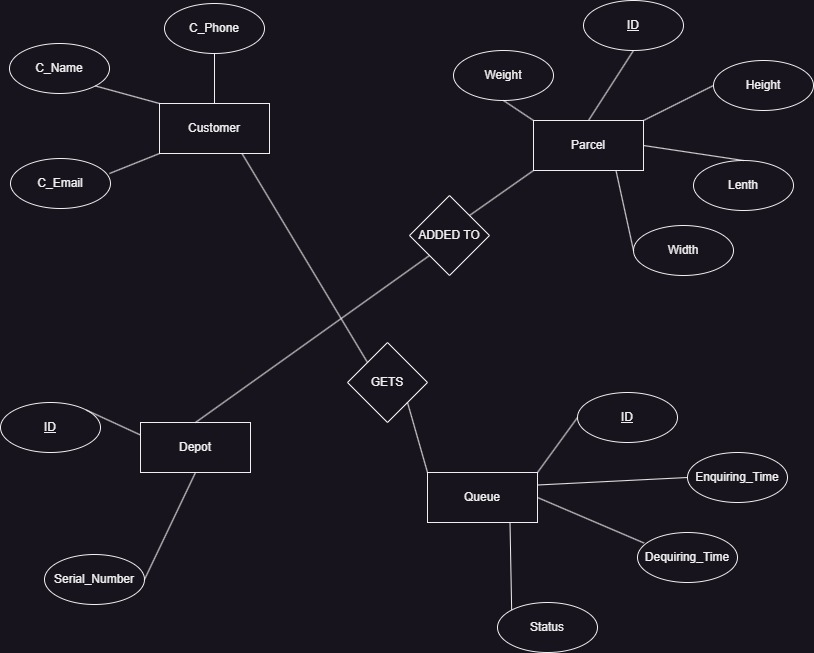 C_Phone
ID
C_Name
Weight
Height
Customer
Parcel
C_Email
Lenth
ADDED TO
Width
GETS
ID
ID
Depot
Enquiring_Time
Queue
Dequiring_Time
Serial_Number
Status